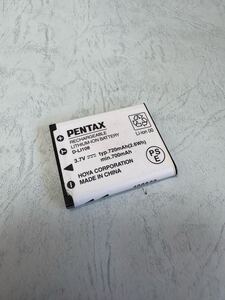 PENTAX
RECHARGEABLE
LITHIUM-ION BATTERY
D-LI108
3.7V ⎓ typ.720mAh(2.6Wh)
min.700mAh
HOYA CORPORATION
MADE IN CHINA
Li-ion 00
PSE